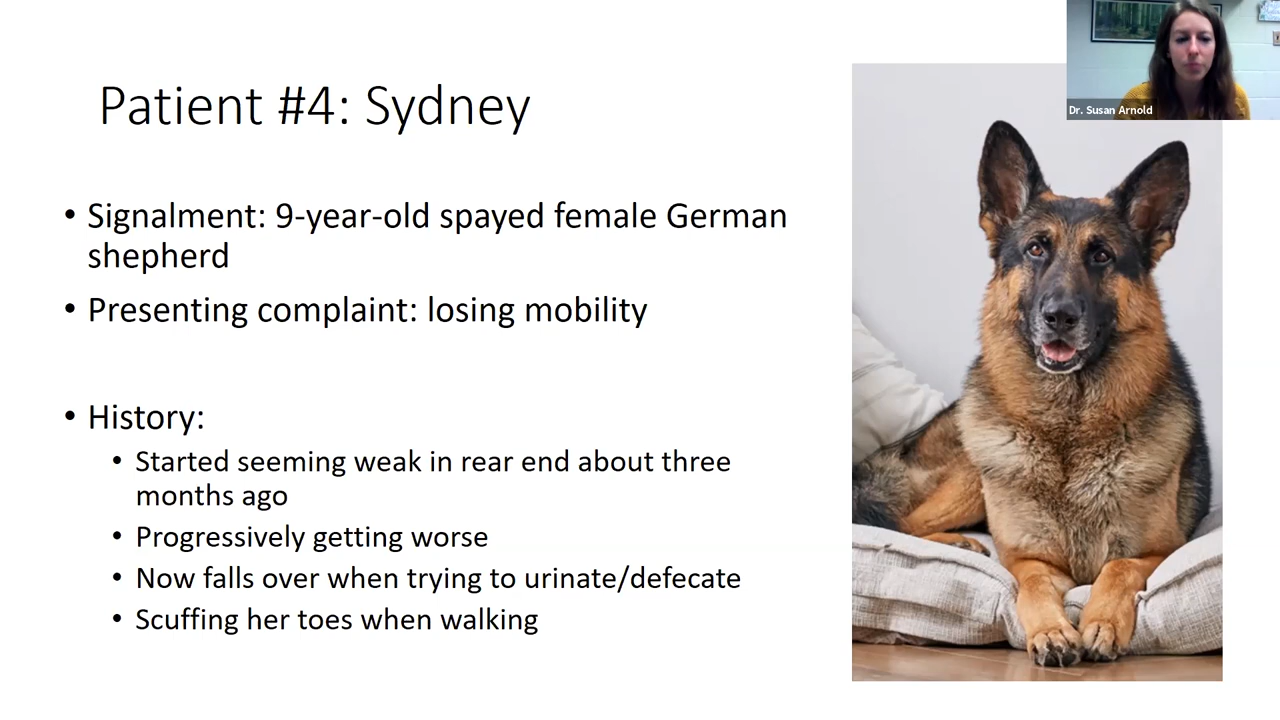 Dr. Susan Arnold
Patient #4: Sydney
• Signalment: 9-year-old spayed female German
shepherd
• Presenting complaint: losing mobility
• History:
• Started seeming weak in rear end about three
months ago
• Progressively getting worse
• Now falls over when trying to urinate/defecate
• Scuffing her toes when walking